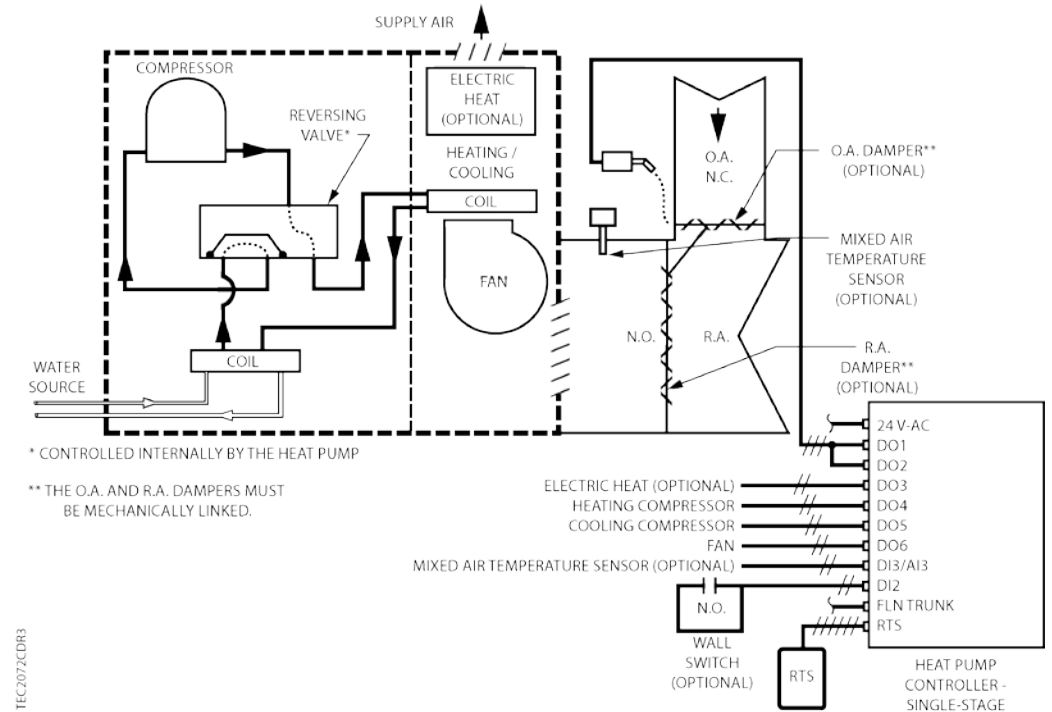 SUPPLY AIR
COMPRESSOR
REVERSING
VALVE*
ELECTRIC
HEAT
(OPTIONAL)
HEATING /
COOLING
COIL
FAN
O.A.
N.C.
O.A. DAMPER**
(OPTIONAL)
MIXED AIR
TEMPERATURE
SENSOR
(OPTIONAL)
N.O.
R.A.
R.A.
DAMPER**
(OPTIONAL)
COIL
WATER
SOURCE
* CONTROLLED INTERNALLY BY THE HEAT PUMP
** THE O.A. AND R.A. DAMPERS MUST
BE MECHANICALLY LINKED.
24 V-AC
DO1
DO2
ELECTRIC HEAT (OPTIONAL)
DO3
HEATING COMPRESSOR
DO4
COOLING COMPRESSOR
DO5
FAN
DO6
MIXED AIR TEMPERATURE SENSOR (OPTIONAL)
DI3/AI3
DI2
N.O.
FLN TRUNK
RTS
WALL
SWITCH
(OPTIONAL)
RTS
HEAT PUMP
CONTROLLER -
SINGLE-STAGE
TEC2072CDR3